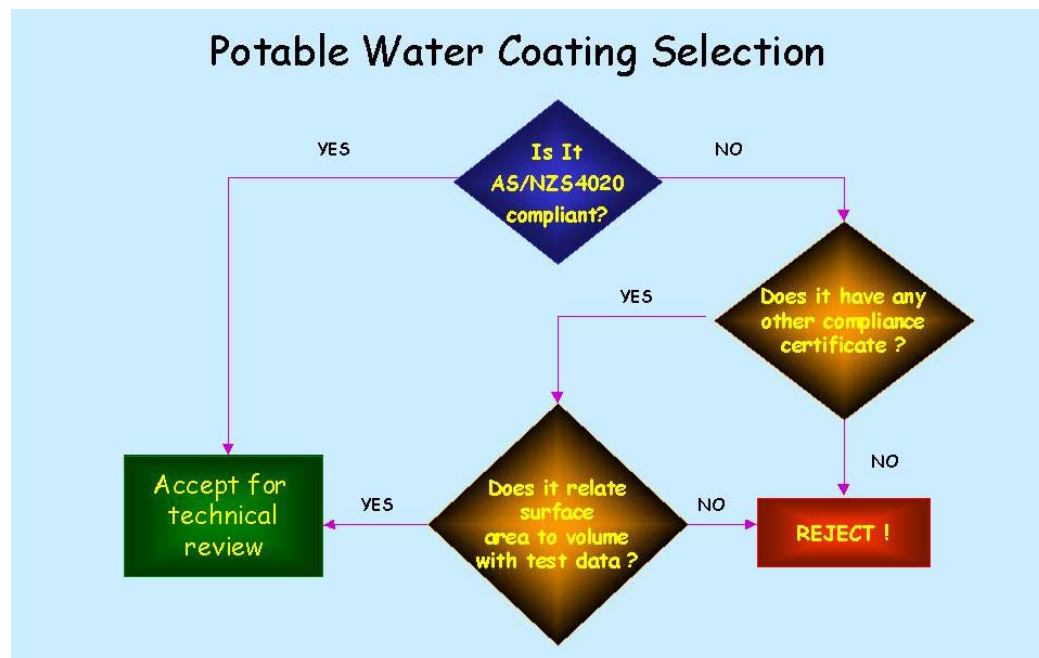 Potable Water Coating Selection
YES
Is It
AS/NZS4020
compliant?
NO
Does it have any
other compliance
certificate ?
YES
NO
Accept for
technical
review
YES
Does it relate
surface
area to volume
with test data ?
NO
REJECT !